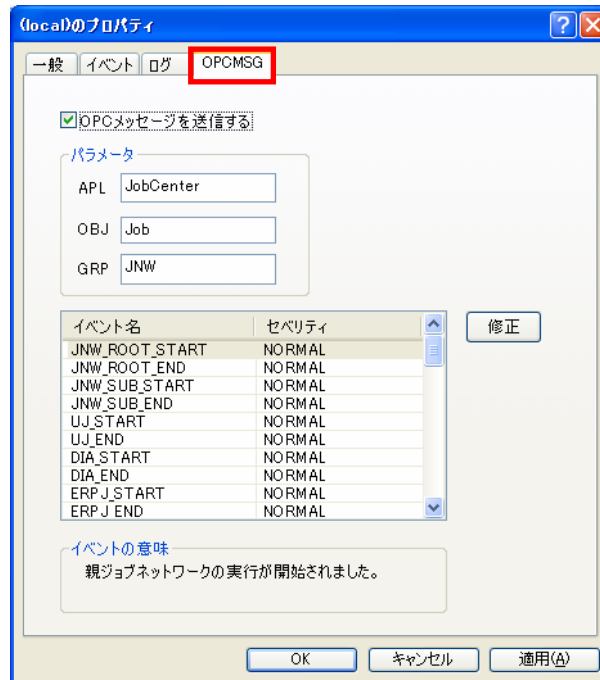 (local)のプロパティ
一般 イベント ログ OPCMSG
OPCメッセージを送信する
パラメータ
APL JobCenter
OBJ Job
GRP JNW
イベント名 セベリティ 修正
JNW_ROOT_START NORMAL
JNW_ROOT_END NORMAL
JNW_SUB_START NORMAL
JNW_SUB_END NORMAL
UJ_START NORMAL
UJ_END NORMAL
DIA_START NORMAL
DIA_END NORMAL
ERPJ_START NORMAL
ERPJ END NORMAL
イベントの意味
親ジョブネットワークの実行が開始されました。
OK キャンセル 適用(A)